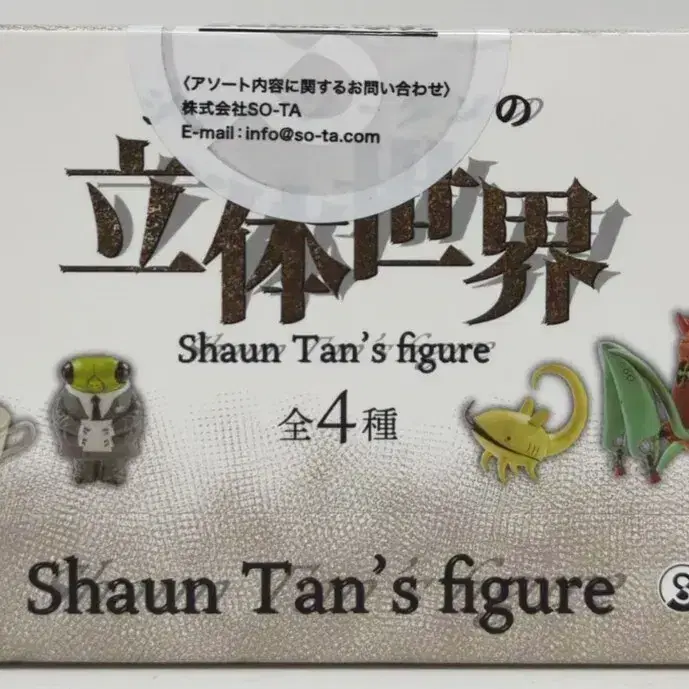 〈アソート内容に関するお問い合わせ〉
株式会社SO-TA
E-mail:info@so-ta.com
の
立体世界
Shaun Tan's figure
全4種
Shaun Tan's figure